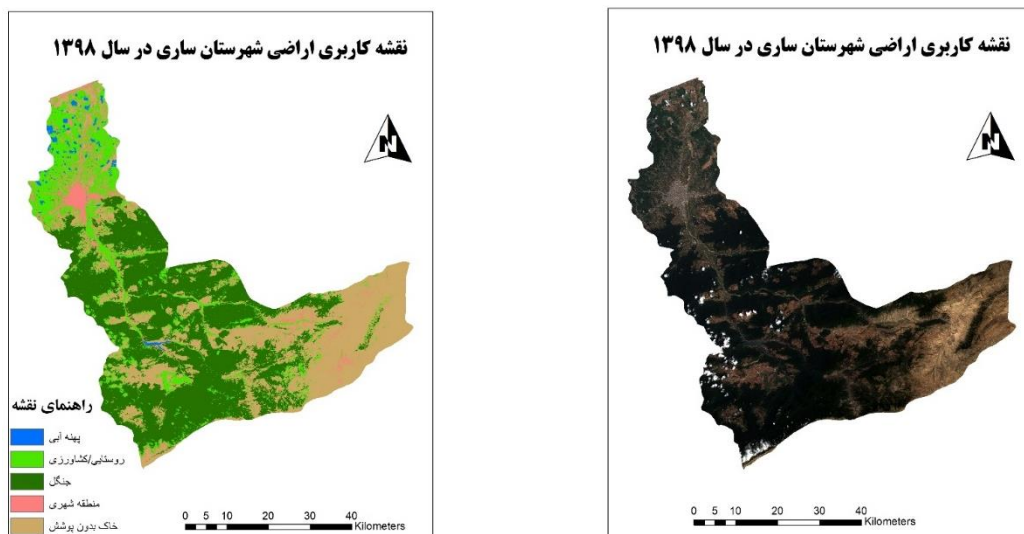 نقشه کاربری اراضی شهرستان ساری در سال ۱۳۹۸
N
راهنمای نقشه
پهنه آبی
روستایی/کشاورزی
جنگل
منطقه شهری
خاک بدون پوشش
0 5 10 20 30 40
Kilometers
نقشه کاربری اراضی شهرستان ساری در سال ۱۳۹۸
N
0 5 10 20 30 40
Kilometers